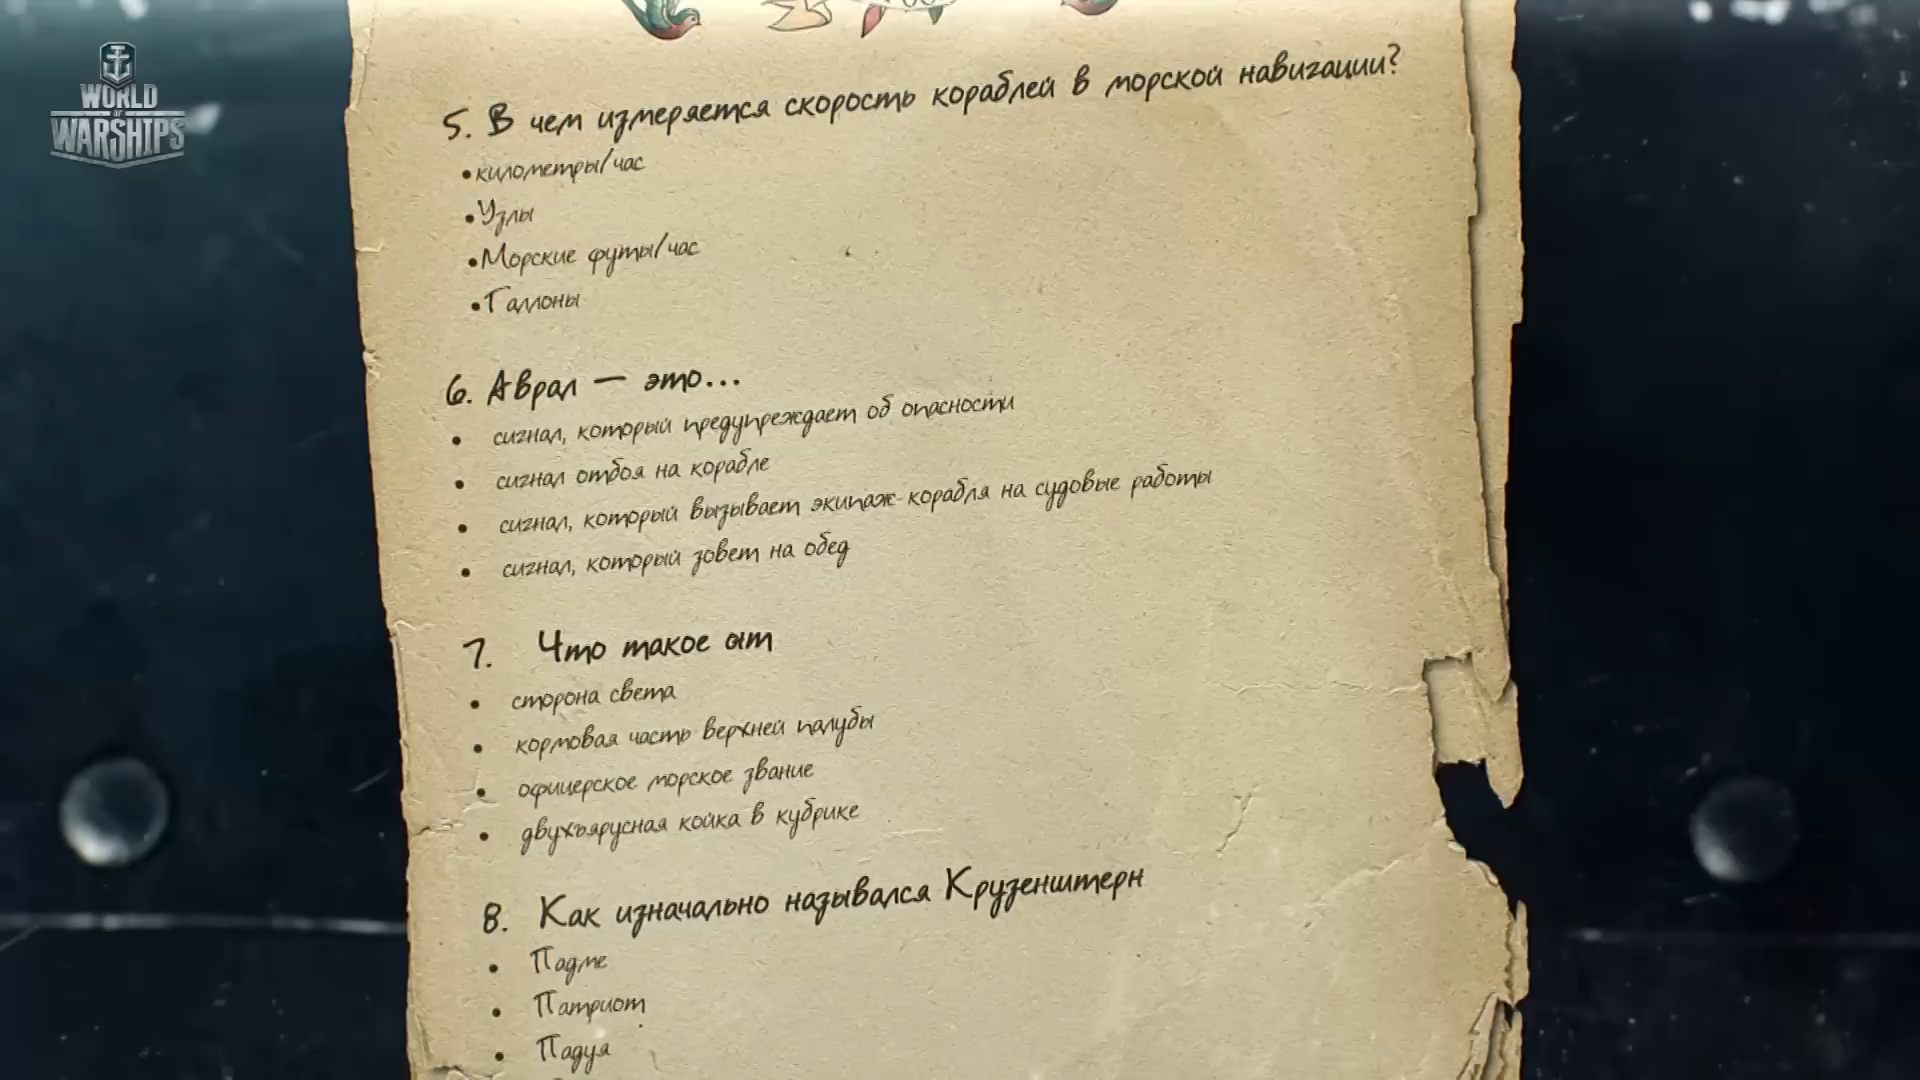 WORLD
OF
WARSHIPS
5. В чем измеряется скорость кораблей в морской навигации?
•километры/час
•Узлы
•Морские футы/час
•Галлоны
6. Аврал — это...
• сигнал, который предупреждает об опасности
• сигнал отбоя на корабле
• сигнал, который вызывает экипаж корабля на судовые работы
• сигнал, который зовет на обед
7. Что такое ют
• сторона света
• кормовая часть верхней палубы
• офицерское морское звание
• двухъярусная койка в кубрике
8. Как изначально назывался Крузенштерн
• Падме
• Патриот
• Падуя